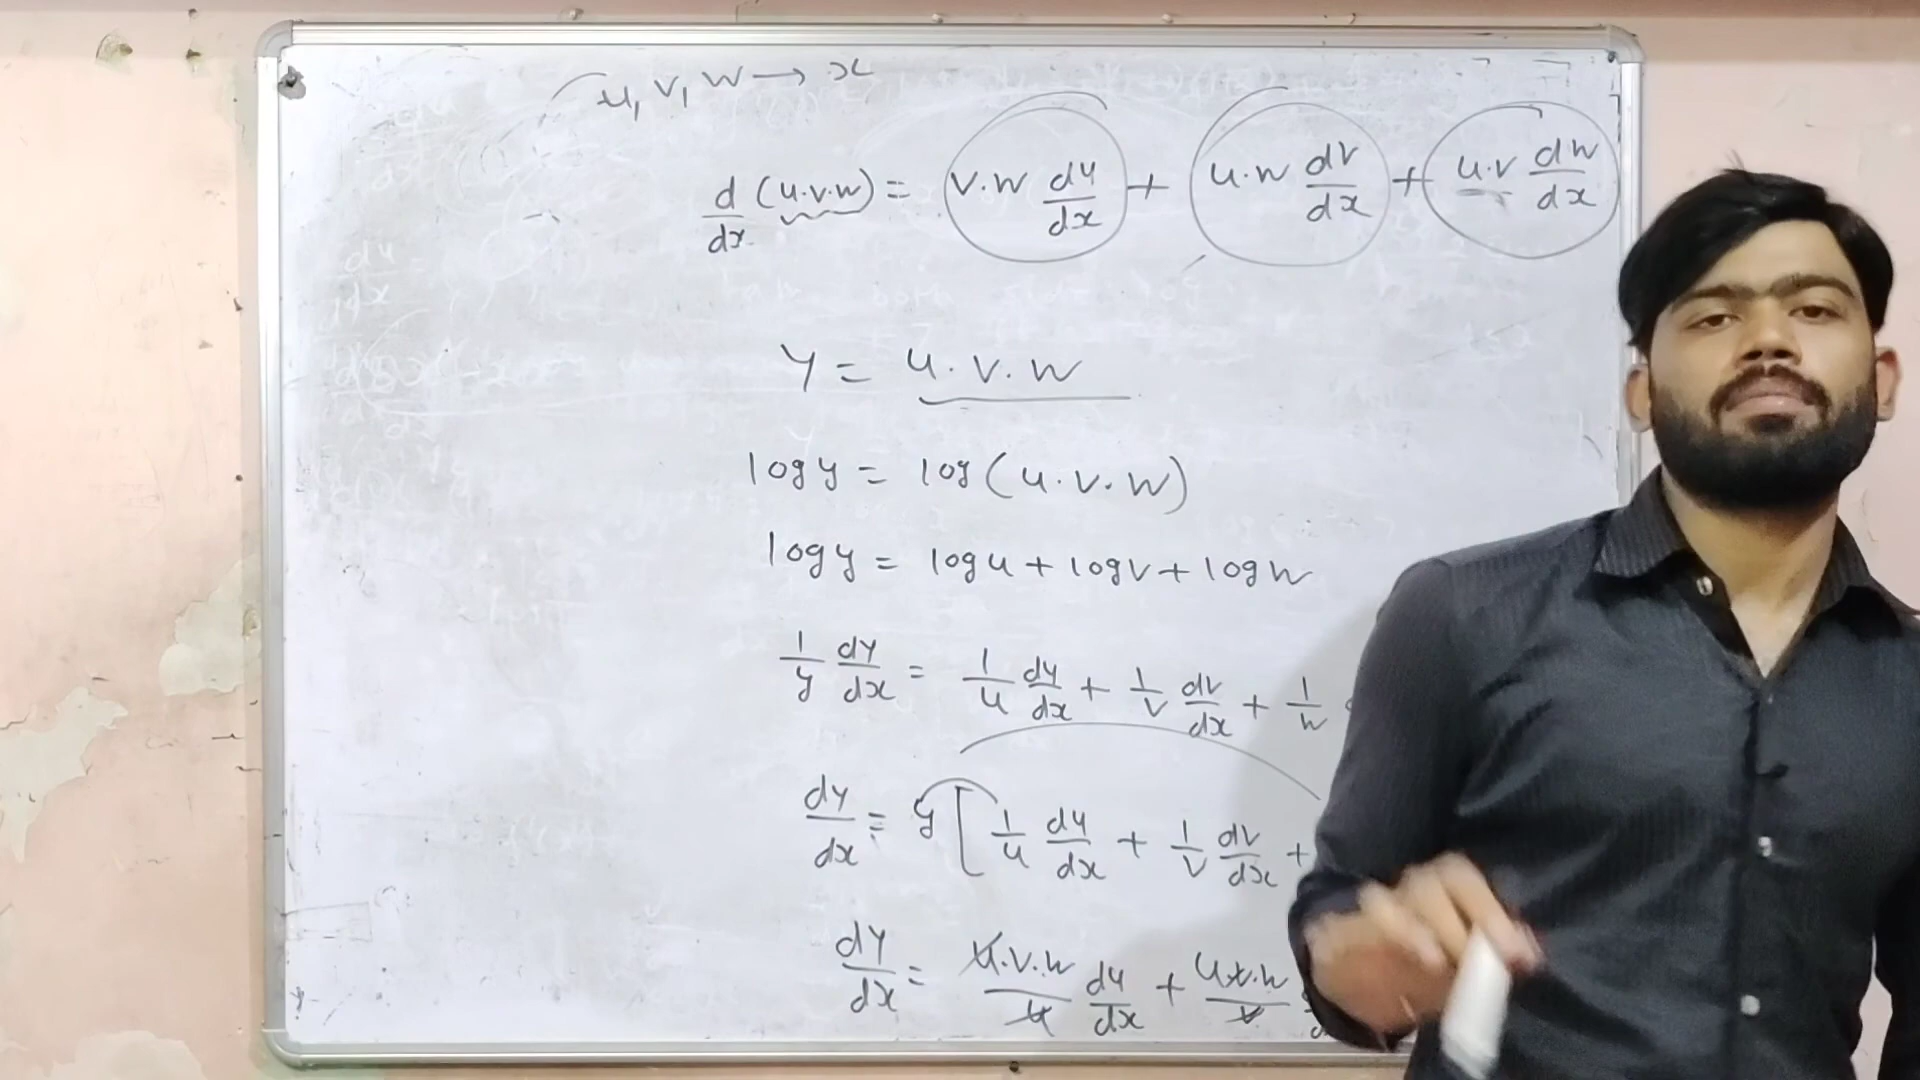 u, v, w → x
d/dx (u.v.w) = v.w du/dx + u.w dv/dx + u.v dw/dx
y = u.v.w
log y = log (u.v.w)
log y = log u + log v + log w
1/y dy/dx = 1/u du/dx + 1/v dv/dx + 1/w
dy/dx = y [ 1/u du/dx + 1/v dv/dx +
dy/dx = u.v.w/u du/dx + u.v.w/v